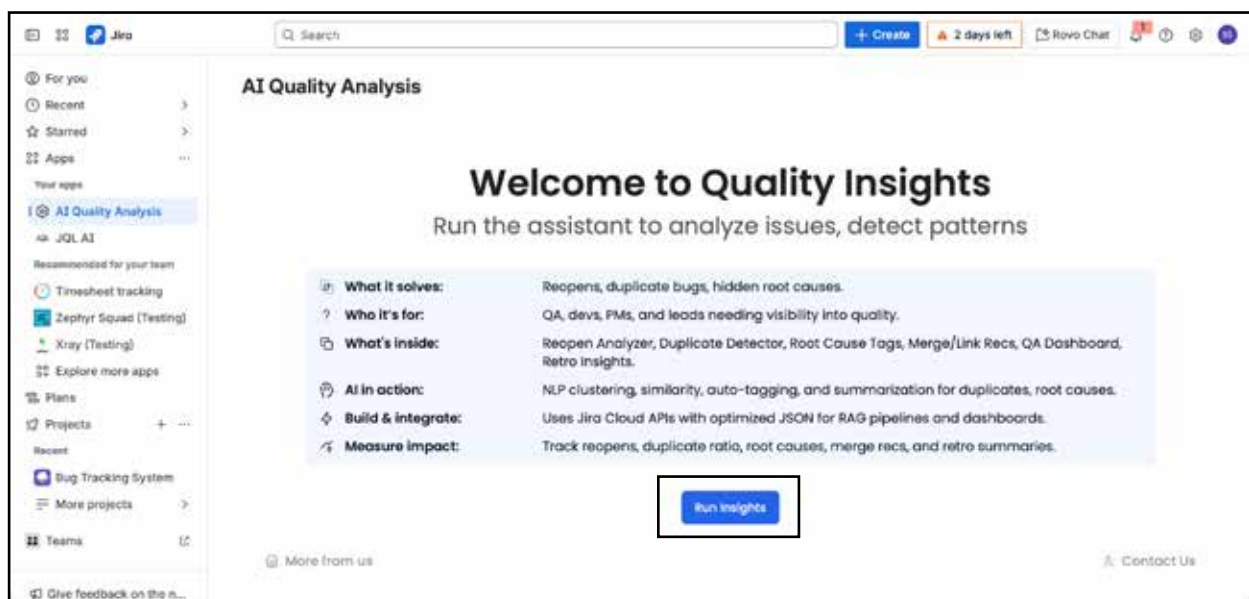 Jira
Search
+ Create
2 days left
Rovo Chat
1
For you
Recent
Starred
Apps
Your apps
AI Quality Analysis
JQL AI
Recommended for your team
Timesheet tracking
Zephyr Squad (Testing)
Xray (Testing)
Explore more apps
Plans
Projects
Recent
Bug Tracking System
More projects
Teams
Give feedback on the n...
AI Quality Analysis
Welcome to Quality Insights
Run the assistant to analyze issues, detect patterns
What it solves: Reopens, duplicate bugs, hidden root causes.
? Who it's for: QA, devs, PMs, and leads needing visibility into quality.
What's inside: Reopen Analyzer, Duplicate Detector, Root Cause Tags, Merge/Link Recs, QA Dashboard,
Retro Insights.
AI in action: NLP clustering, similarity, auto-tagging, and summarization for duplicates, root causes.
Build & integrate: Uses Jira Cloud APIs with optimized JSON for RAG pipelines and dashboards.
Measure impact: Track reopens, duplicate ratio, root causes, merge recs, and retro summaries.
Run Insights
More from us
Contact Us